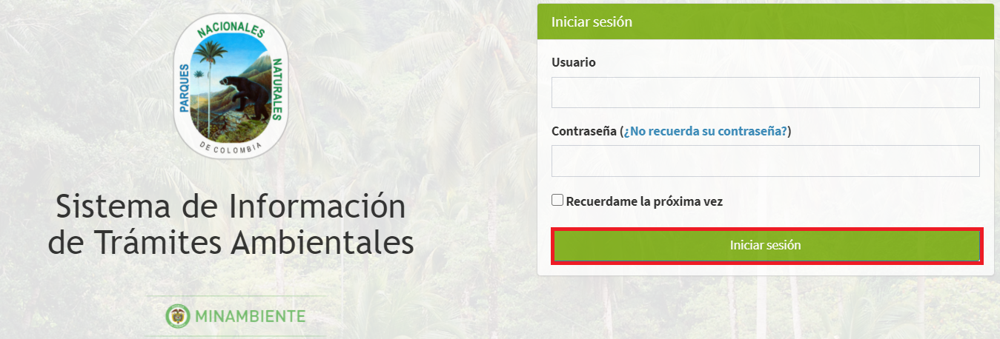 PARQUES NACIONALES NATURALES
DE COLOMBIA
Sistema de Información
de Trámites Ambientales
MINAMBIENTE
Iniciar sesión
Usuario
Contraseña (¿No recuerda su contraseña?)
Recuerdame la próxima vez
Iniciar sesión